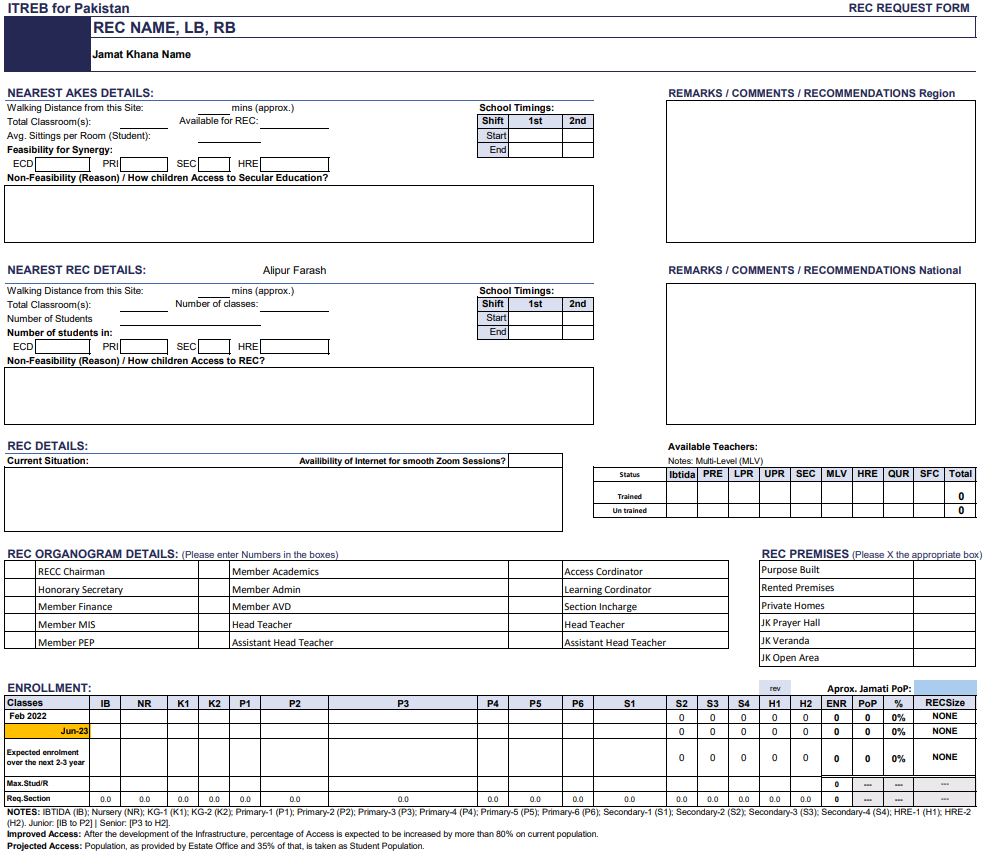 ITREB for Pakistan REC REQUEST FORM
REC NAME, LB, RB
Jamat Khana Name
NEAREST AKES DETAILS: REMARKS / COMMENTS / RECOMMENDATIONS Region
Walking Distance from this Site: mins (approx.) School Timings:
Total Classroom(s): Available for REC: Shift 1st 2nd
Avg. Sittings per Room (Student): Start
Feasibility for Synergy: End
ECD PRI SEC HRE
Non-Feasibility (Reason) / How children Access to Secular Education?
NEAREST REC DETAILS: Alipur Farash REMARKS / COMMENTS / RECOMMENDATIONS National
Walking Distance from this Site: mins (approx.) School Timings:
Total Classroom(s): Number of classes: Shift 1st 2nd
Number of Students Start
Number of students in: End
ECD PRI SEC HRE
Non-Feasibility (Reason) / How children Access to REC?
REC DETAILS: Available Teachers:
Current Situation: Availibility of Internet for smooth Zoom Sessions? Notes: Multi-Level (MLV)
Status Ibtida PRE LPR UPR SEC MLV HRE QUR SFC Total
Trained 0
Un trained 0
REC ORGANOGRAM DETAILS: (Please enter Numbers in the boxes) REC PREMISES (Please X the appropriate box)
RECC Chairman Member Academics Access Cordinator Purpose Built
Honorary Secretary Member Admin Learning Cordinator Rented Premises
Member Finance Member AVD Section Incharge Private Homes
Member MIS Head Teacher Head Teacher JK Prayer Hall
Member PEP Assistant Head Teacher Assistant Head Teacher JK Veranda
JK Open Area
ENROLLMENT: rev Aprox. Jamati PoP:
Classes IB NR K1 K2 P1 P2 P3 P4 P5 P6 S1 S2 S3 S4 H1 H2 ENR PoP % RECSize
Feb 2022 0 0 0 0 0 0 0 0% NONE
Jun-23 0 0 0 0 0 0 0 0% NONE
Expected enrolment
over the next 2-3 year 0 0 0 0 0 0 0 0% NONE
Max.Stud/R 0 --- --- ---
Req.Section 0.0 0.0 0.0 0.0 0.0 0.0 0.0 0.0 0.0 0.0 0.0 0.0 0.0 0.0 0.0 0.0 0 --- --- ---
NOTES: IBTIDA (IB); Nursery (NR); KG-1 (K1); KG-2 (K2); Primary-1 (P1); Primary-2 (P2); Primary-3 (P3); Primary-4 (P4); Primary-5 (P5); Primary-6 (P6); Secondary-1 (S1); Secondary-2 (S2); Secondary-3 (S3); Secondary-4 (S4); HRE-1 (H1); HRE-2
(H2). Junior: [IB to P2] | Senior: [P3 to H2].
Improved Access: After the development of the Infrastructure, percentage of Access is expected to be increased by more than 80% on current population.
Projected Access: Population, as provided by Estate Office and 35% of that, is taken as Student Population.